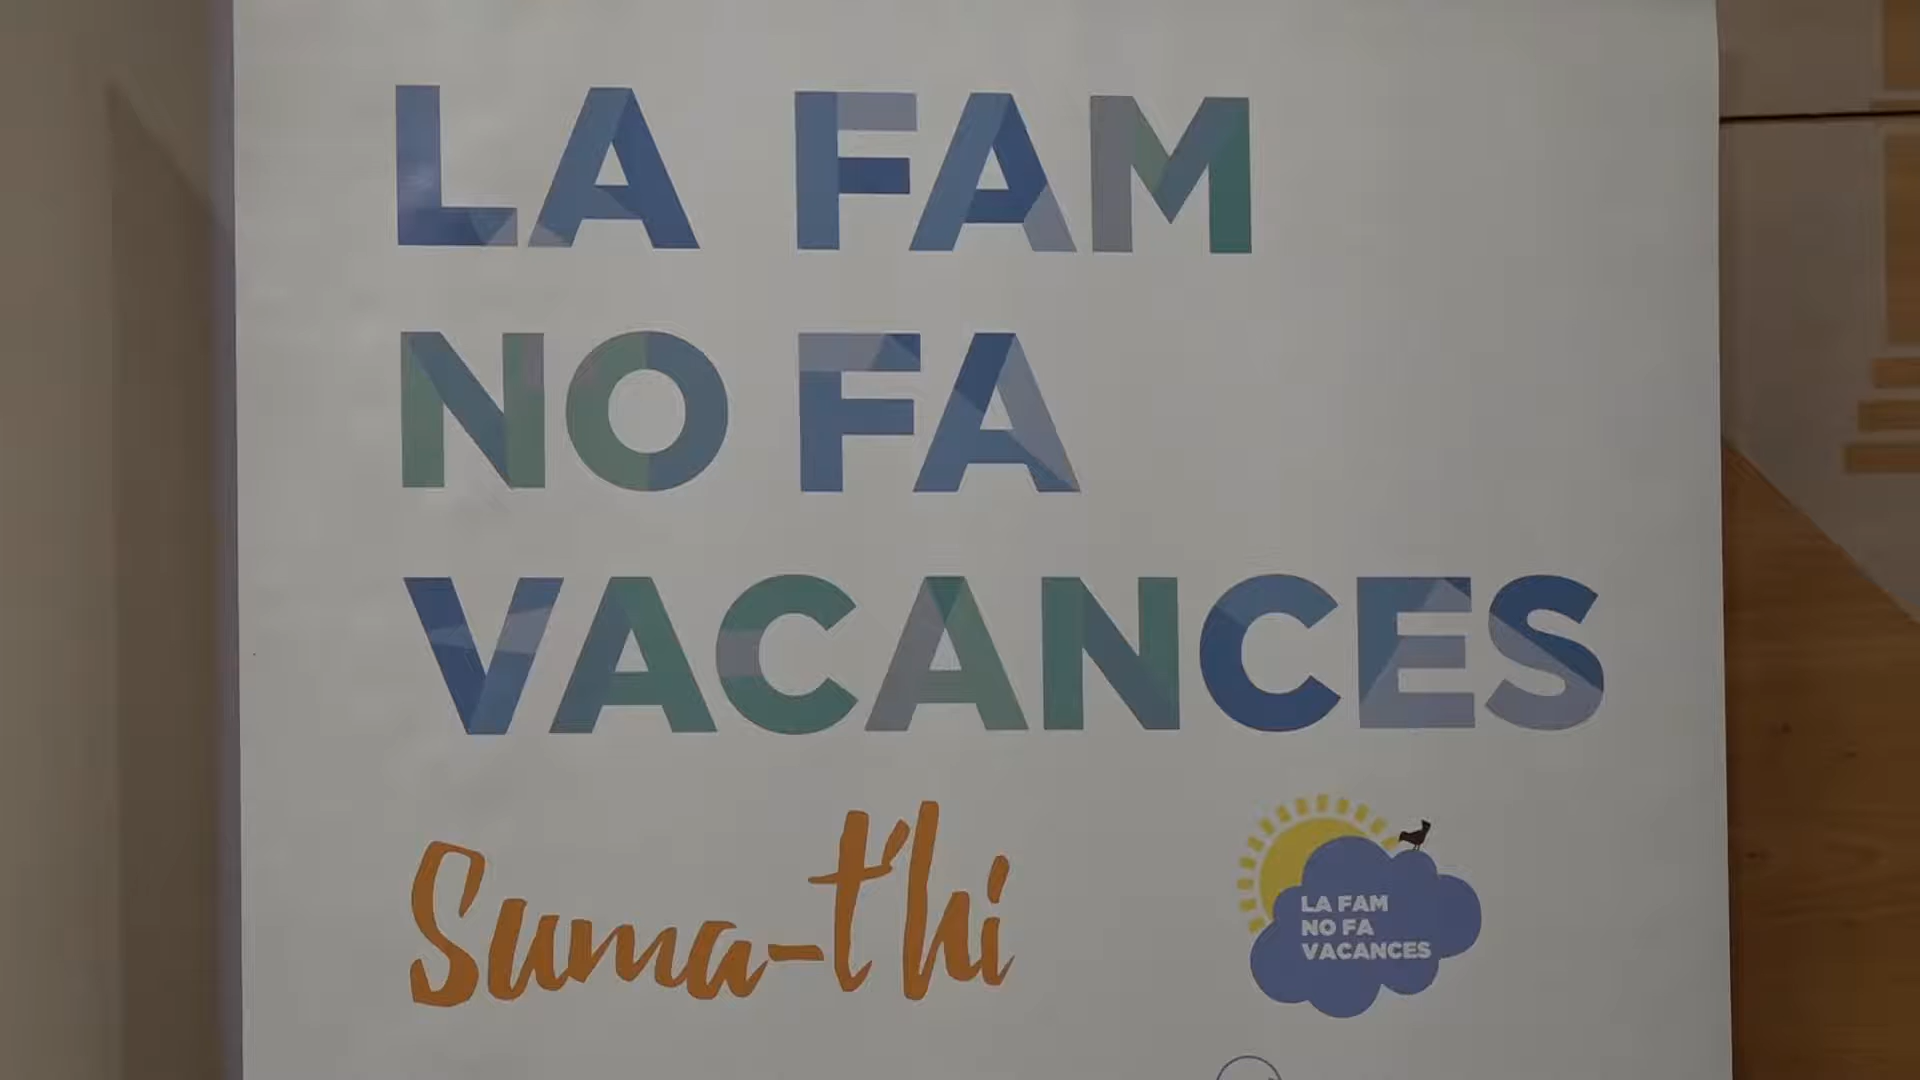 LA FAM
NO FA
VACANCES
Suma-t'hi
LA FAM
NO FA
VACANCES